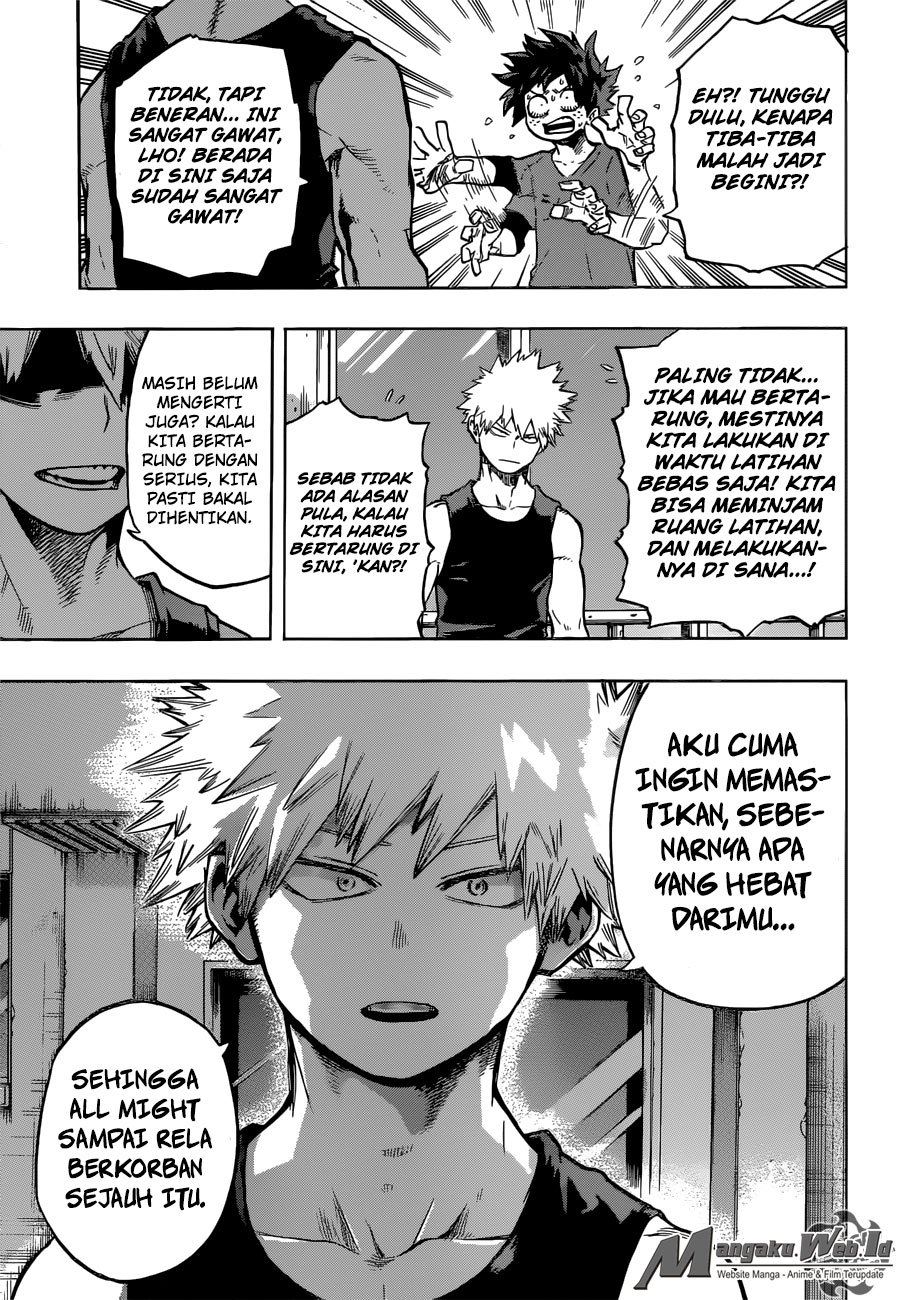 EH?! TUNGGU
DULU, KENAPA
TIBA-TIBA
MALAH JADI
BEGINI?!
TIDAK, TAPI
BENERAN... INI
SANGAT GAWAT,
LHO! BERADA
DI SINI SAJA
SUDAH SANGAT
GAWAT!
PALING TIDAK...
JIKA MAU BERTA-
RUNG, MESTINYA
KITA LAKUKAN DI
WAKTU LATIHAN
BEBAS SAJA! KITA
BISA MEMINJAM
RUANG LATIHAN,
DAN MELAKUKAN-
NYA DI SANA...!
SEBAB TIDAK
ADA ALASAN
PULA, KALAU
KITA HARUS
BERTARUNG DI
SINI, 'KAN?!
MASIH BELUM
MENGERTI
JUGA? KALAU
KITA BERTA-
RUNG DENGAN
SERIUS, KITA
PASTI BAKAL
DIHENTIKAN.
AKU CUMA
INGIN MEMAS-
TIKAN, SEBE-
NARNYA APA
YANG HEBAT
DARIMU...
SEHINGGA
ALL MIGHT
SAMPAI RELA
BERKORBAN
SEJAUH ITU.
Mangaku.Web.Id
Website Manga - Anime & Film Terupdate